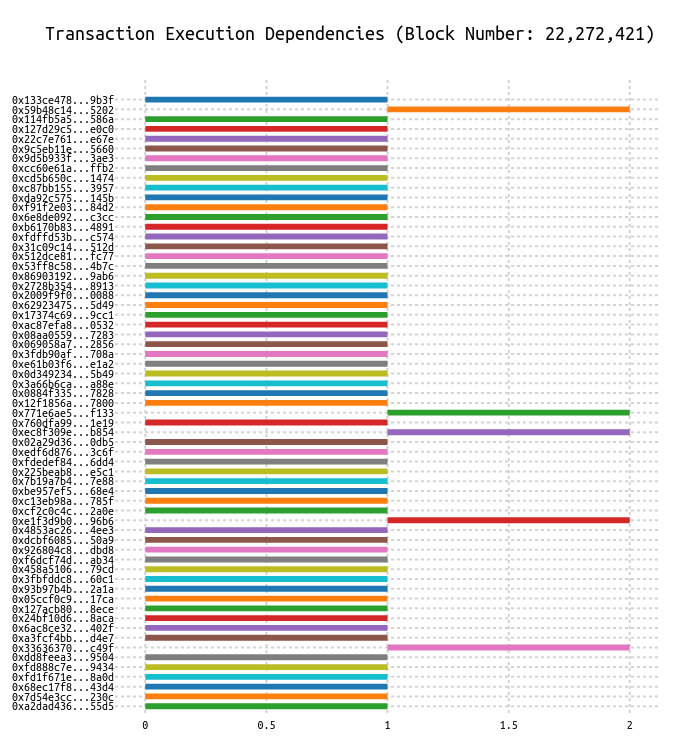 Transaction Execution Dependencies (Block Number: 22,272,421)
0x133ce478...9b3f
0x59b48c14...5202
0x114fb5a5...586a
0x127d29c5...e0c0
0x22c7e761...e67e
0x9c5eb11e...5660
0x9d5b933f...3ae3
0xcc60e61a...ffb2
0xcd5b650c...1474
0xc87bb155...3957
0xda92c575...145b
0xf91f2e03...84d2
0x6e8de092...c3cc
0xb6170b83...4891
0xfdffd53b...c574
0x31c09c14...512d
0x512dce81...fc77
0x53ff8c58...4b7c
0x86903192...9ab6
0x2728b354...8913
0x2009f9f0...0088
0x62923475...5d49
0x17374c69...9cc1
0xac87efa8...0532
0x08aa0559...7283
0x069058a7...2856
0x3fdb90af...708a
0xe61b03f6...e1a2
0x0d349234...5b49
0x3a66b6ca...a88e
0x0884f335...7828
0x12f1856a...7800
0x771e6ae5...f133
0x760dfa99...1e19
0xec8f309e...b854
0x02a29d36...0db5
0xedf6d876...3c6f
0xfdedef84...6dd4
0x225beab8...e5c1
0x7b19a7b4...7e88
0xbe957ef5...68e4
0xc13eb98a...785f
0xcf2c0c4c...2a0e
0xe1f3d9b0...96b6
0x4853ac26...4ee3
0xdcbf6085...50a9
0x926804c8...dbd8
0xf6dcf74d...ab34
0x458a5106...79cd
0x3fbfddc8...60c1
0x93b97b4b...2a1a
0x05ccf0c9...17ca
0x127acb80...8ece
0x24bf10d6...8aca
0x6ac8ce32...402f
0xa3fcf4bb...d4e7
0x33636370...c49f
0xdd8feea3...9504
0xfd888c7e...9434
0xfd1f671e...8a0d
0x68ec17f8...43d4
0x7d54e3cc...230c
0xa2dad436...55d5
0 0.5 1 1.5 2